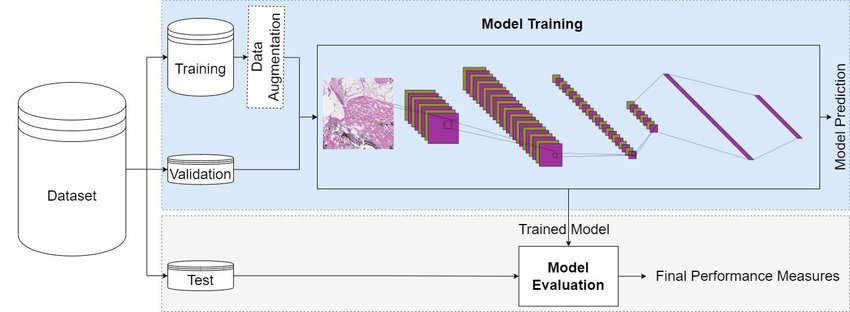 Model Training
Training
Data
Augmentation
Model Prediction
Dataset
Validation
Trained Model
Test
Model
Evaluation
Final Performance Measures